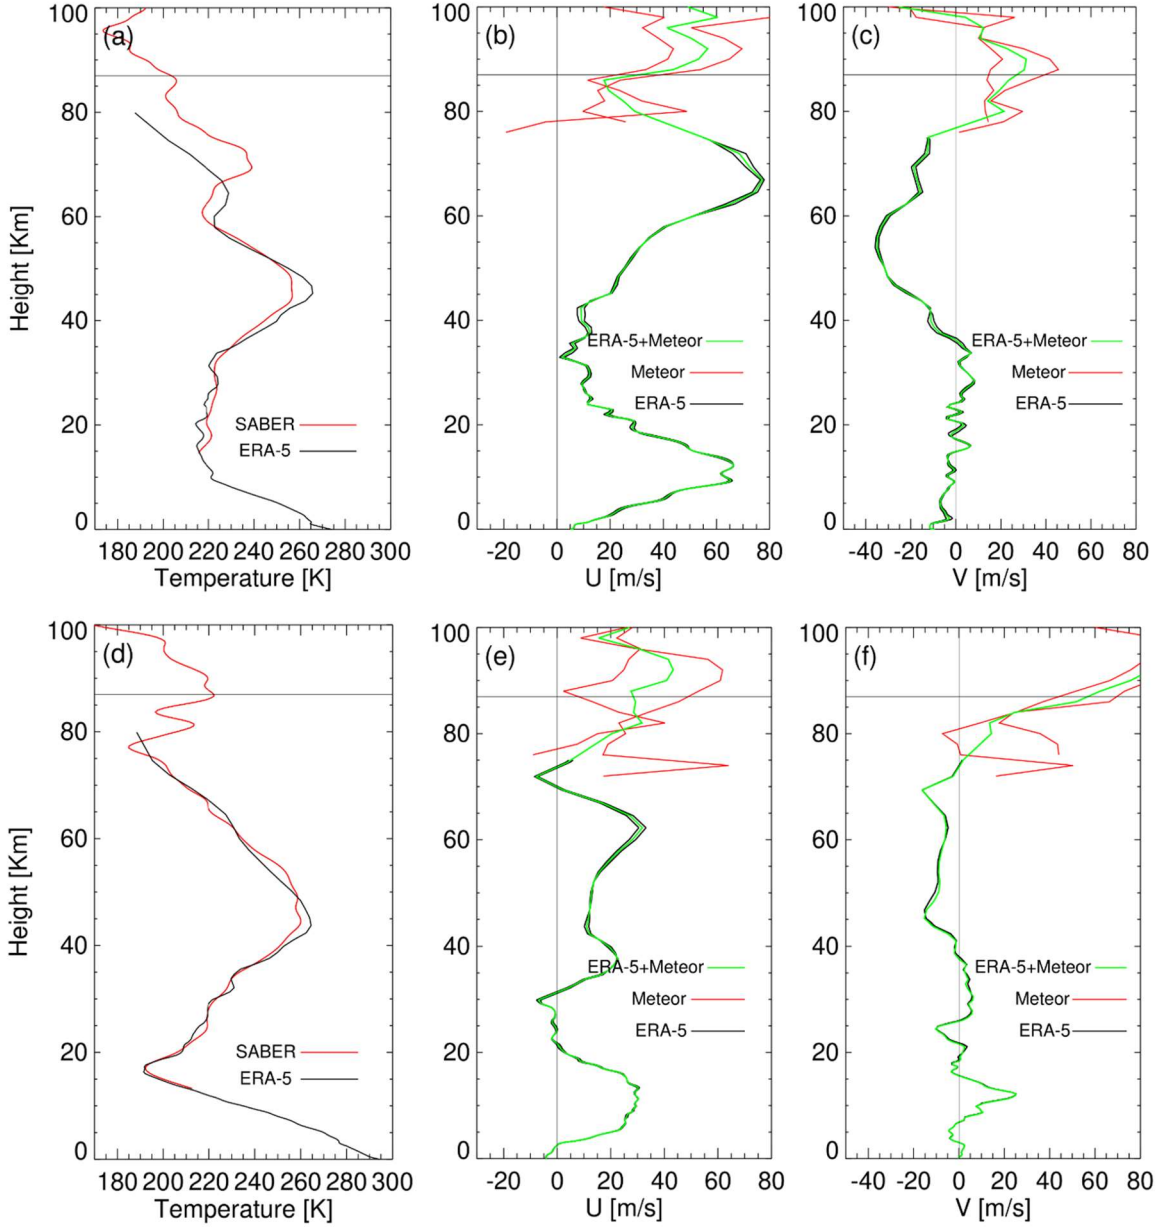 (a)
100
80
60
40
20
0
Height [Km]
SABER
ERA-5
180 200 220 240 260 280 300
Temperature [K]
(b)
ERA-5+Meteor
Meteor
ERA-5
-20 0 20 40 60 80
U [m/s]
(c)
ERA-5+Meteor
Meteor
ERA-5
-40 -20 0 20 40 60 80
V [m/s]
(d)
100
80
60
40
20
0
Height [Km]
SABER
ERA-5
180 200 220 240 260 280 300
Temperature [K]
(e)
100
80
60
40
20
0
ERA-5+Meteor
Meteor
ERA-5
-20 0 20 40 60 80
U [m/s]
(f)
100
80
60
40
20
0
ERA-5+Meteor
Meteor
ERA-5
-40 -20 0 20 40 60 80
V [m/s]
100
80
60
40
20
0
100
80
60
40
20
0